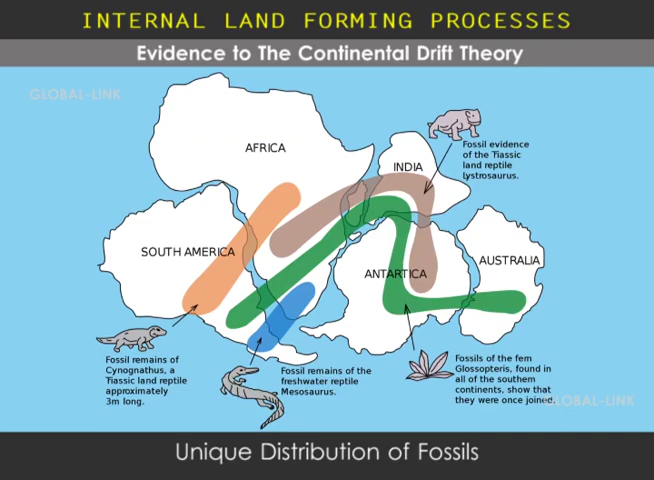 INTERNAL LAND FORMING PROCESSES
Evidence to The Continental Drift Theory
GLOBAL-LINK
AFRICA
INDIA
Fossil evidence
of the Tiassic
land reptile
Lystrosaurus.
SOUTH AMERICA
ANTARTICA
AUSTRALIA
Fossil remains of
Cynognathus, a
Tiassic land reptile
approximately
3m long.
Fossil remains of the
freshwater reptile
Mesosaurus.
Fossils of the fern
Glossopteris, found in
all of the southern
continents, show that
they were once joined.
GLOBAL-LINK
Unique Distribution of Fossils